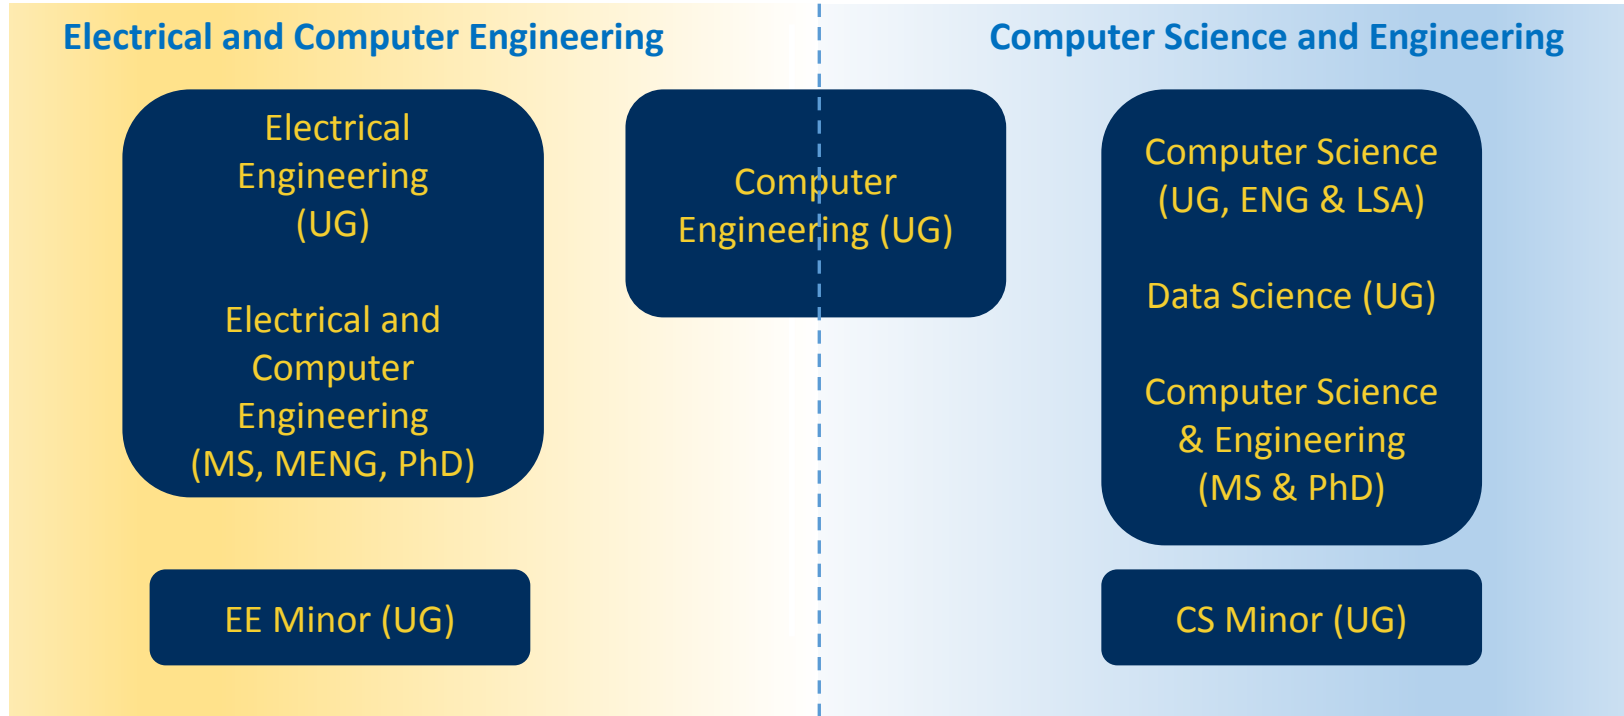 Electrical and Computer Engineering
Computer Science and Engineering
Electrical
Engineering
(UG)
Electrical and
Computer
Engineering
(MS, MENG, PhD)
EE Minor (UG)
Computer
Engineering (UG)
Computer Science
(UG, ENG & LSA)
Data Science (UG)
Computer Science
& Engineering
(MS & PhD)
CS Minor (UG)